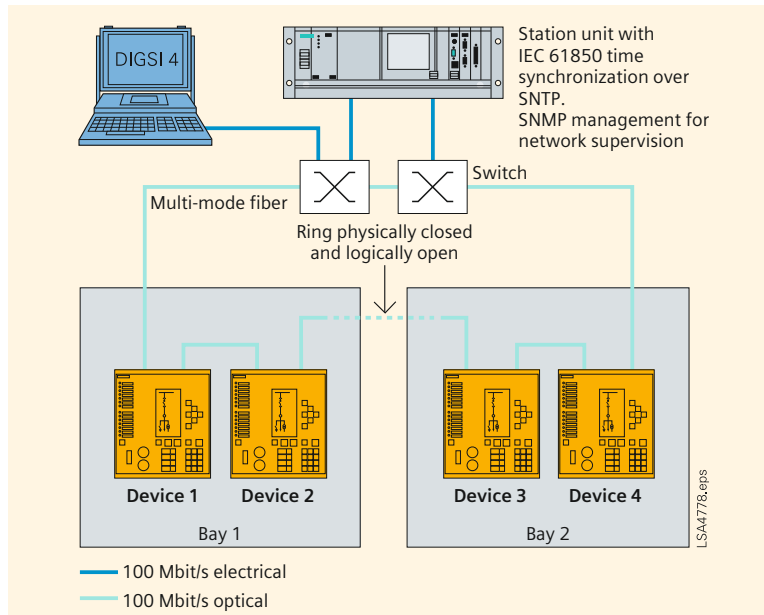 DIGSI 4
Station unit with
IEC 61850 time
synchronization over
SNTP.
SNMP management for
network supervision
Switch
Multi-mode fiber
Ring physically closed
and logically open
Device 1
Device 2
Device 3
Device 4
Bay 1
Bay 2
LSA4778.eps
100 Mbit/s electrical
100 Mbit/s optical